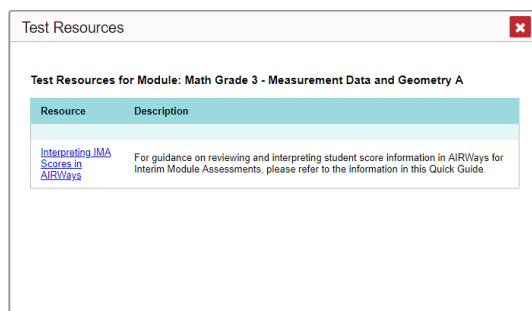 Test Resources
Test Resources for Module: Math Grade 3 - Measurement Data and Geometry A
Resource Description
Interpreting IMA
Scores in
AIRWays
For guidance on reviewing and interpreting student score information in AIRWays for
Interim Module Assessments, please refer to the information in this Quick Guide.